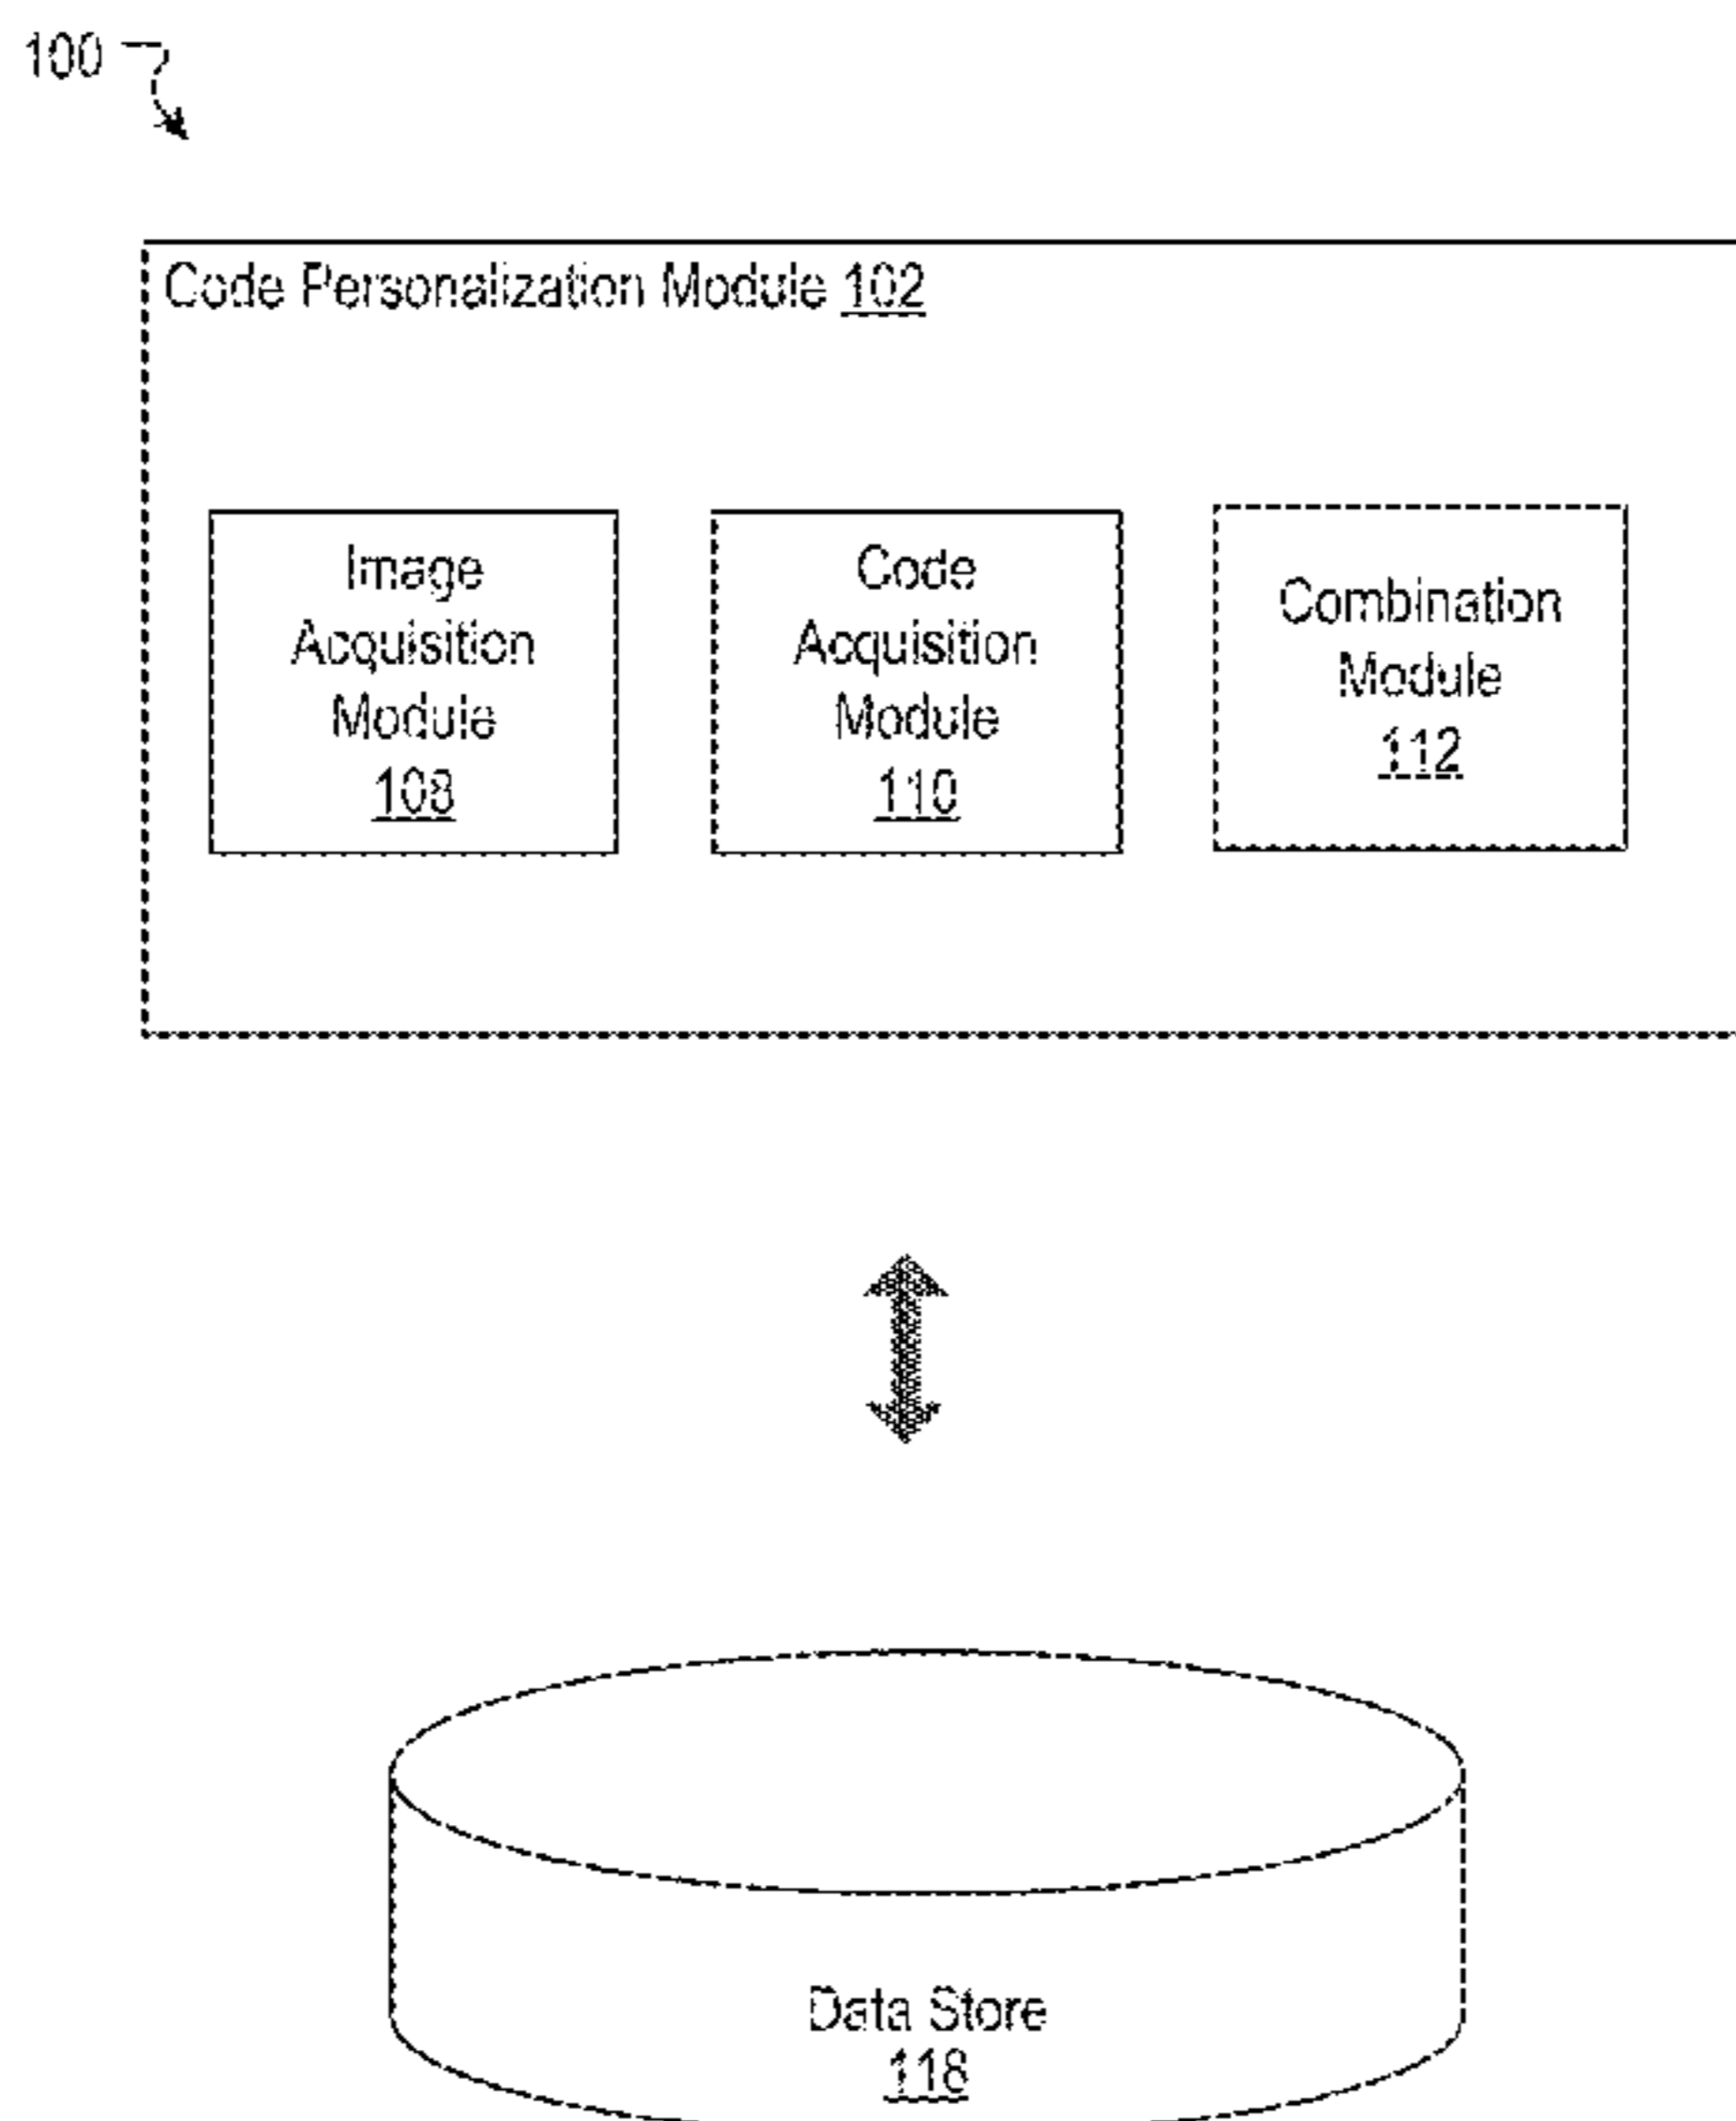 100
Code Personalization Module 102
Image
Acquisition
Module
108
Code
Acquisition
Module
110
Combination
Module
112
Data Store
118